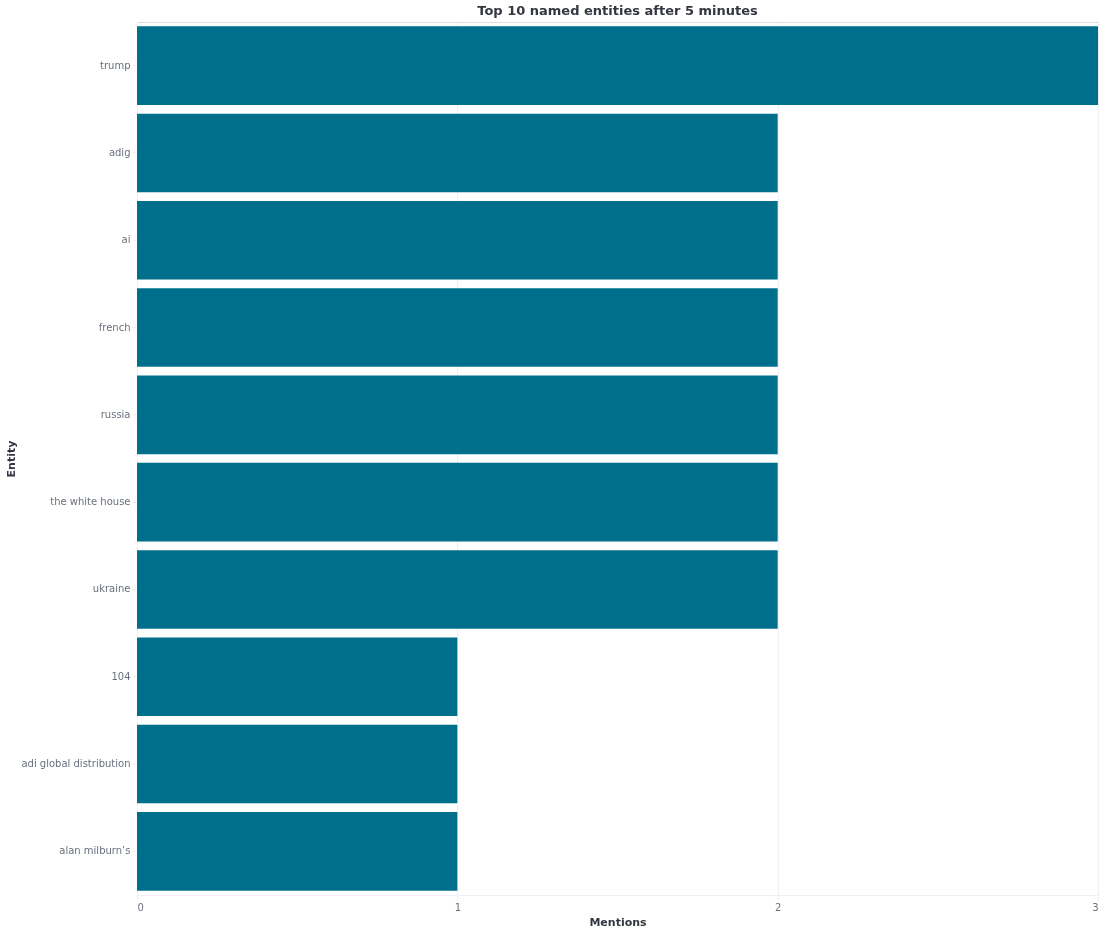 Top 10 named entities after 5 minutes
trump
adig
ai
french
russia
the white house
ukraine
104
adi global distribution
alan milburn's
Entity
0 1 2 3
Mentions